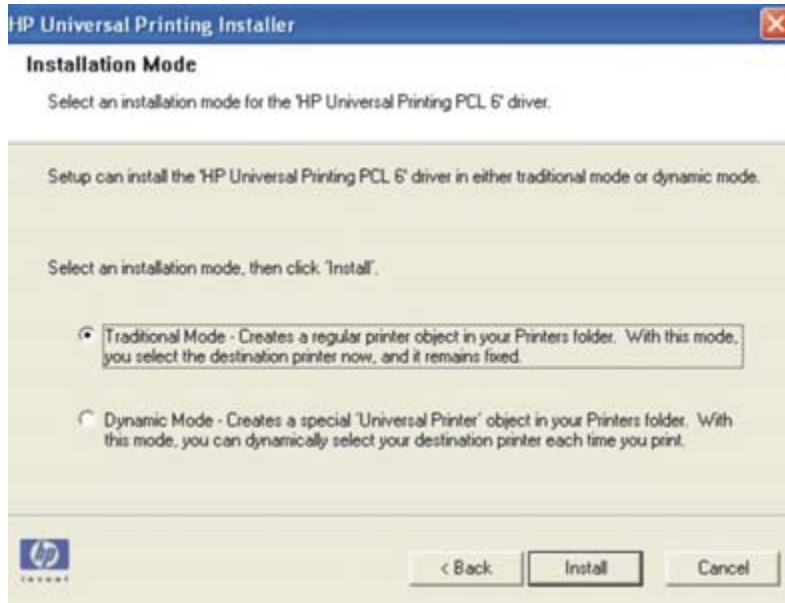 HP Universal Printing Installer
Installation Mode
Select an installation mode for the 'HP Universal Printing PCL 6' driver.
Setup can install the 'HP Universal Printing PCL 6' driver in either traditional mode or dynamic mode.
Select an installation mode, then click 'Install'.
Traditional Mode - Creates a regular printer object in your Printers folder.  With this mode,
you select the destination printer now, and it remains fixed.
Dynamic Mode - Creates a special 'Universal Printer' object in your Printers folder.  With
this mode, you can dynamically select your destination printer each time you print.
hp
invent
< Back
Install
Cancel